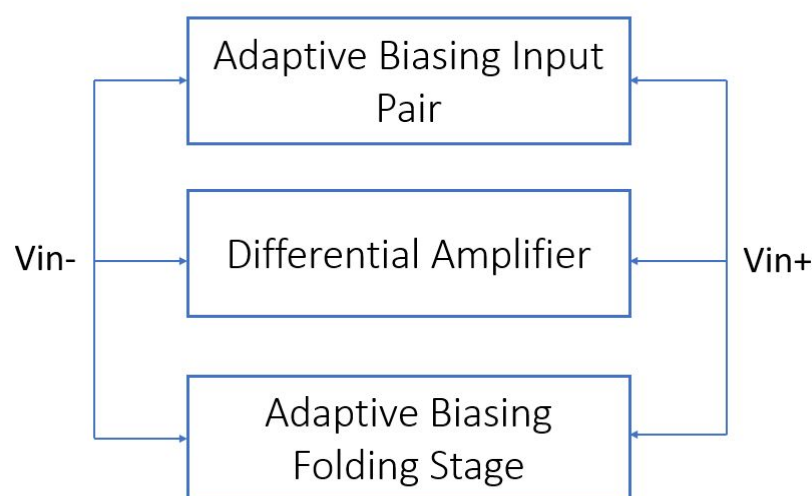 Adaptive Biasing Input
Pair
Vin-
Differential Amplifier
Vin+
Adaptive Biasing
Folding Stage